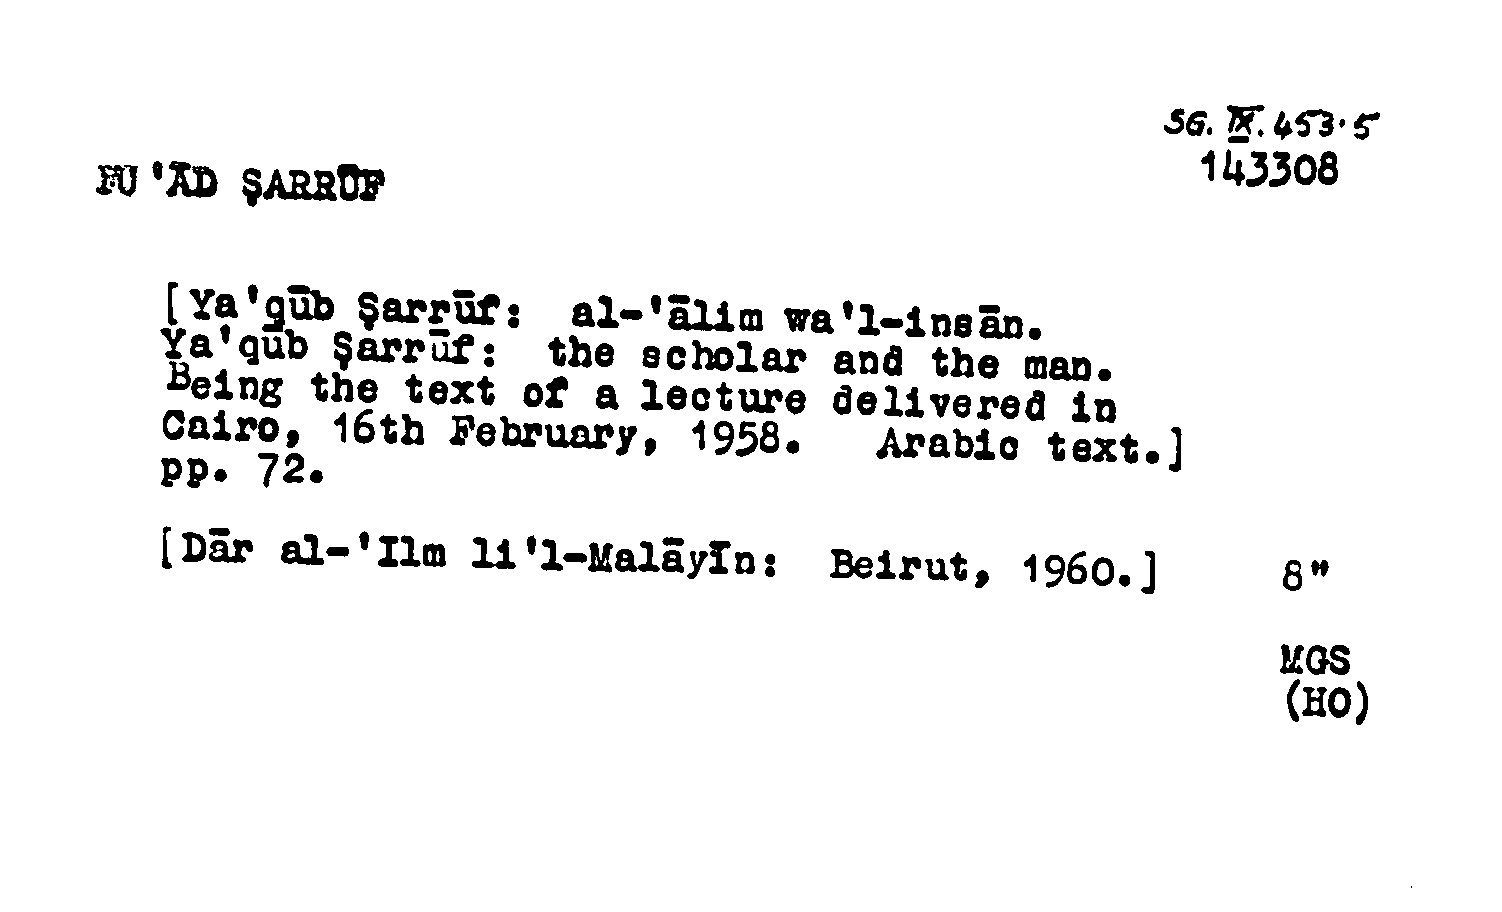 SG. IX. 453.5
143308
FU'ĀD ṢARRŪF
[Ya'qūb Ṣarrūf: al-'ālim wa'l-insān.
Ya'qūb Ṣarrūf: the scholar and the man.
Being the text of a lecture delivered in
Cairo, 16th February, 1958. Arabic text.]
pp. 72.
[Dār al-'Ilm li'l-Malāyīn: Beirut, 1960.] 8"
MGS
(HO)